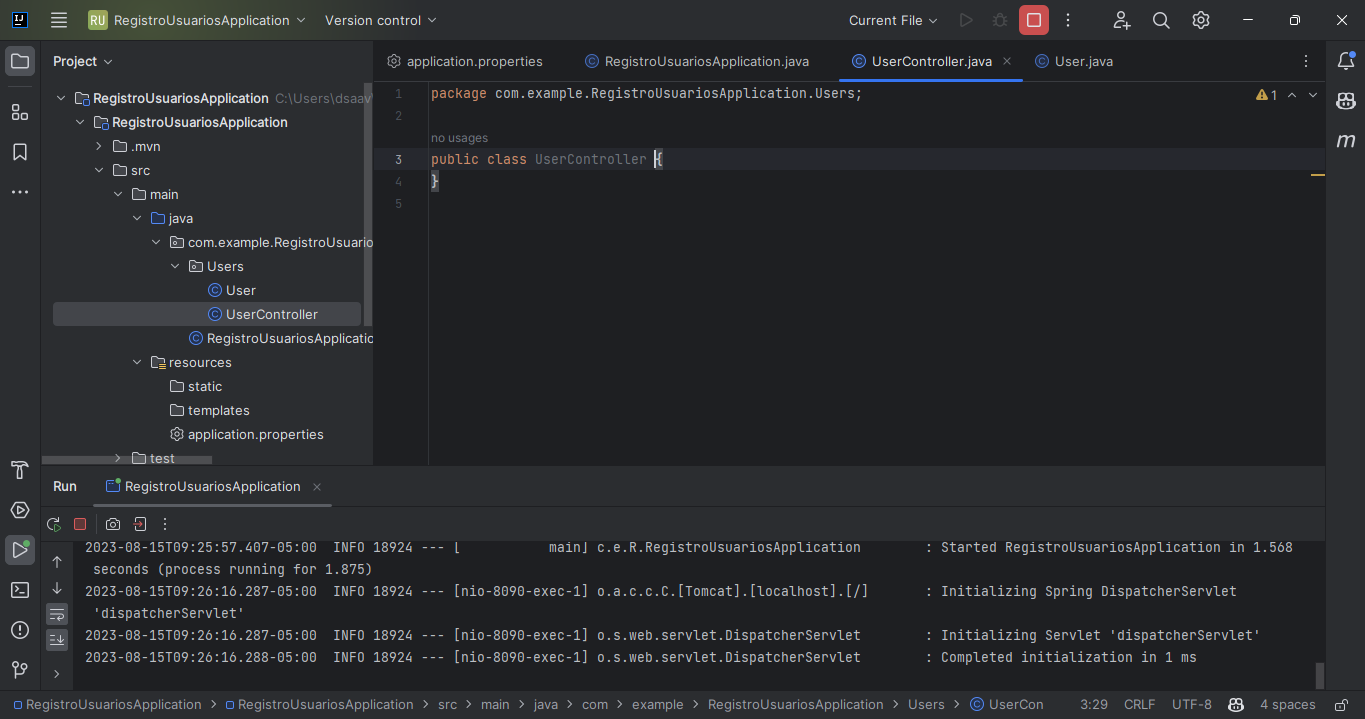 RU RegistroUsuariosApplication Version control Current File
Project
application.properties RegistroUsuariosApplication.java UserController.java User.java
RegistroUsuariosApplication C:\Users\dsaav
RegistroUsuariosApplication
.mvn
src
main
java
com.example.RegistroUsuario
Users
User
UserController
RegistroUsuariosApplicatio
resources
static
templates
application.properties
test
1 package com.example.RegistroUsuariosApplication.Users;
2
no usages
3 public class UserController {
4 }
5
1
m
Run RegistroUsuariosApplication
2023-08-15T09:25:57.407-05:00  INFO 18924 --- [           main] c.e.R.RegistroUsuariosApplication        : Started RegistroUsuariosApplication in 1.568
seconds (process running for 1.875)
2023-08-15T09:26:16.287-05:00  INFO 18924 --- [nio-8090-exec-1] o.a.c.c.C.[Tomcat].[localhost].[/]       : Initializing Spring DispatcherServlet
'dispatcherServlet'
2023-08-15T09:26:16.287-05:00  INFO 18924 --- [nio-8090-exec-1] o.s.web.servlet.DispatcherServlet        : Initializing Servlet 'dispatcherServlet'
2023-08-15T09:26:16.288-05:00  INFO 18924 --- [nio-8090-exec-1] o.s.web.servlet.DispatcherServlet        : Completed initialization in 1 ms
RegistroUsuariosApplication > RegistroUsuariosApplication > src > main > java > com > example > RegistroUsuariosApplication > Users > UserCon 3:29 CRLF UTF-8 4 spaces